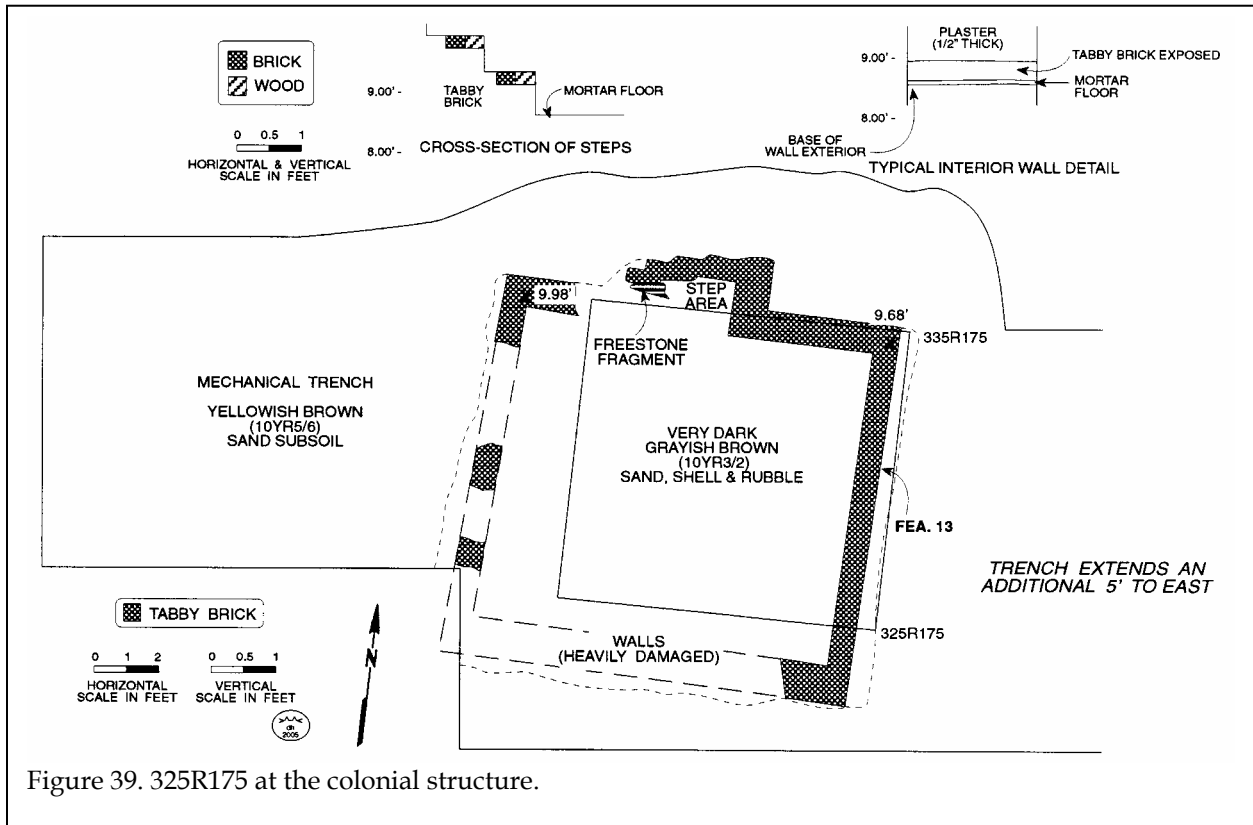 BRICK
WOOD
0 0.5 1
HORIZONTAL & VERTICAL
SCALE IN FEET
9.00' -
8.00' -
TABBY
BRICK
MORTAR FLOOR
CROSS-SECTION OF STEPS
PLASTER
(1/2" THICK)
9.00' -
8.00' -
TABBY BRICK EXPOSED
MORTAR
FLOOR
BASE OF
WALL EXTERIOR
TYPICAL INTERIOR WALL DETAIL
9.98'
STEP
AREA
9.68'
335R175
FREESTONE
FRAGMENT
MECHANICAL TRENCH
YELLOWISH BROWN
(10YR5/6)
SAND SUBSOIL
VERY DARK
GRAYISH BROWN
(10YR3/2)
SAND, SHELL & RUBBLE
FEA. 13
TRENCH EXTENDS AN
ADDITIONAL 5' TO EAST
325R175
WALLS
(HEAVILY DAMAGED)
TABBY BRICK
0 1 2
HORIZONTAL
SCALE IN FEET
0 0.5 1
VERTICAL
SCALE IN FEET
N
dh
2005
Figure 39. 325R175 at the colonial structure.